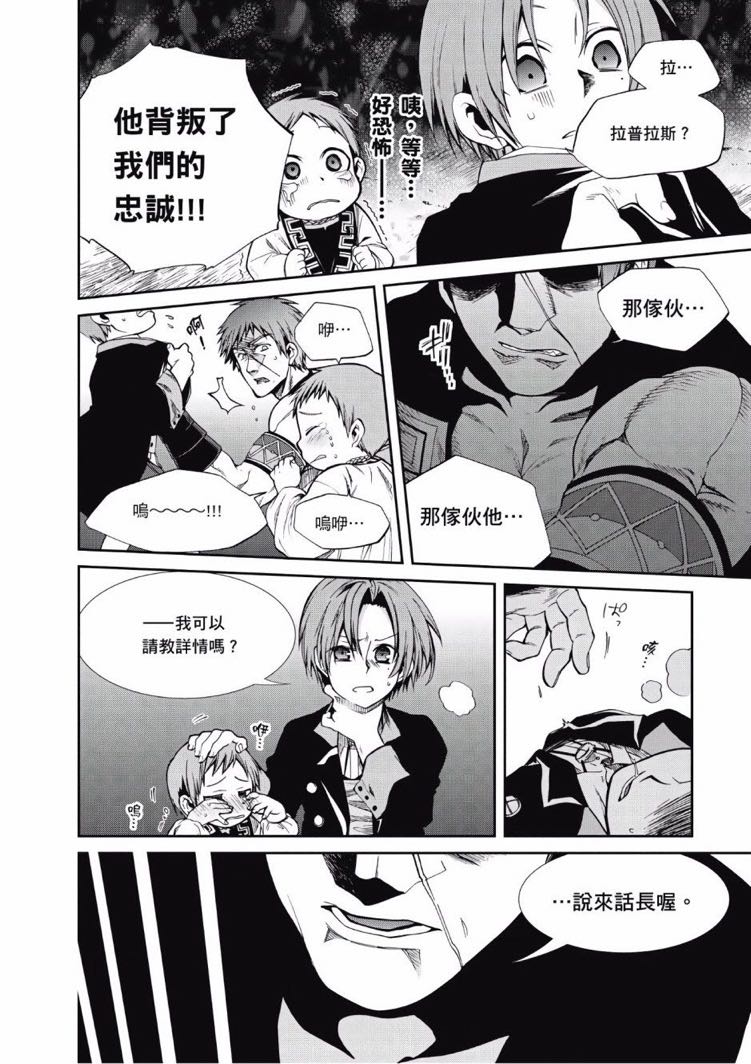 拉⋯
拉普拉斯？
咦，等等⋯
好恐怖──⋯
他背叛了
我們的
忠誠!!!
那傢伙⋯
那傢伙他⋯
咿⋯
嗚～～～～!!!
嗚咿⋯
咳⋯
──我可以
請教詳情嗎？
咿⋯
嗚⋯
⋯說來話長喔。